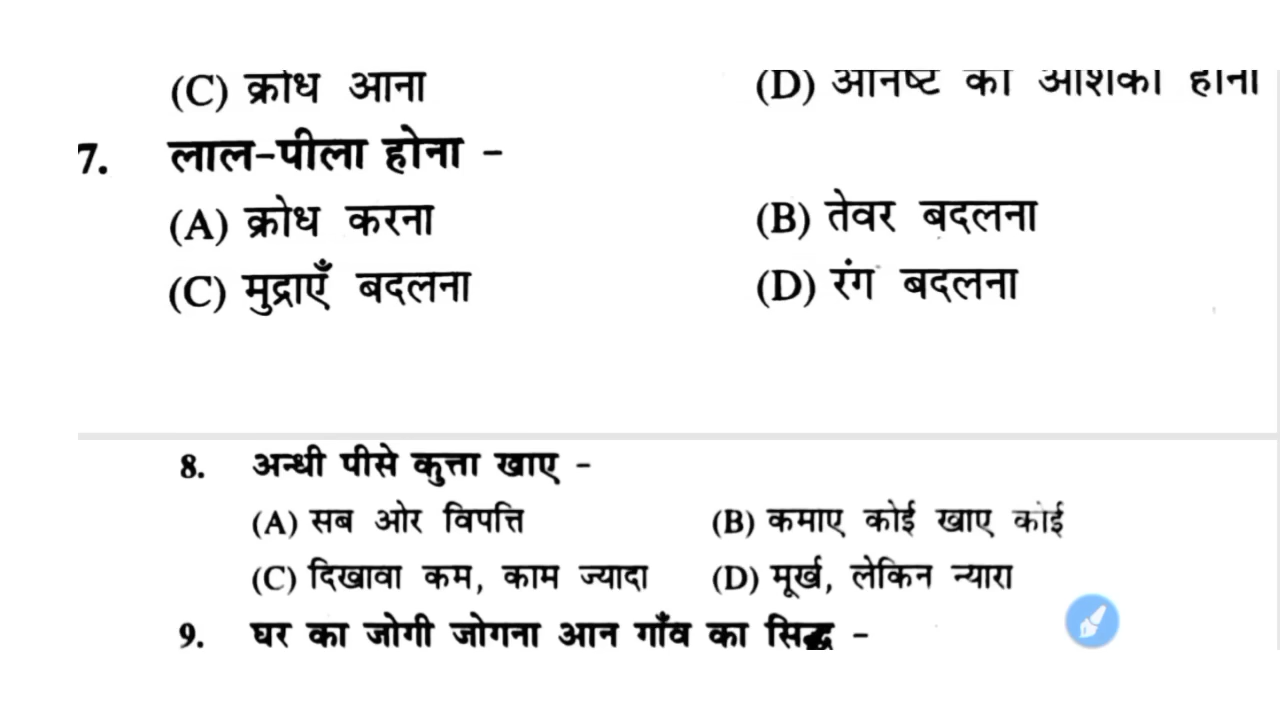 (C) क्रोध आना (D) अनिष्ट की आशंका होना
7. लाल-पीला होना -
(A) क्रोध करना (B) तेवर बदलना
(C) मुद्राएँ बदलना (D) रंग बदलना
8. अन्धी पीसे कुत्ता खाए -
(A) सब ओर विपत्ति (B) कमाए कोई खाए कोई
(C) दिखावा कम, काम ज्यादा (D) मूर्ख, लेकिन न्यारा
9. घर का जोगी जोगना आन गाँव का सिद्ध -